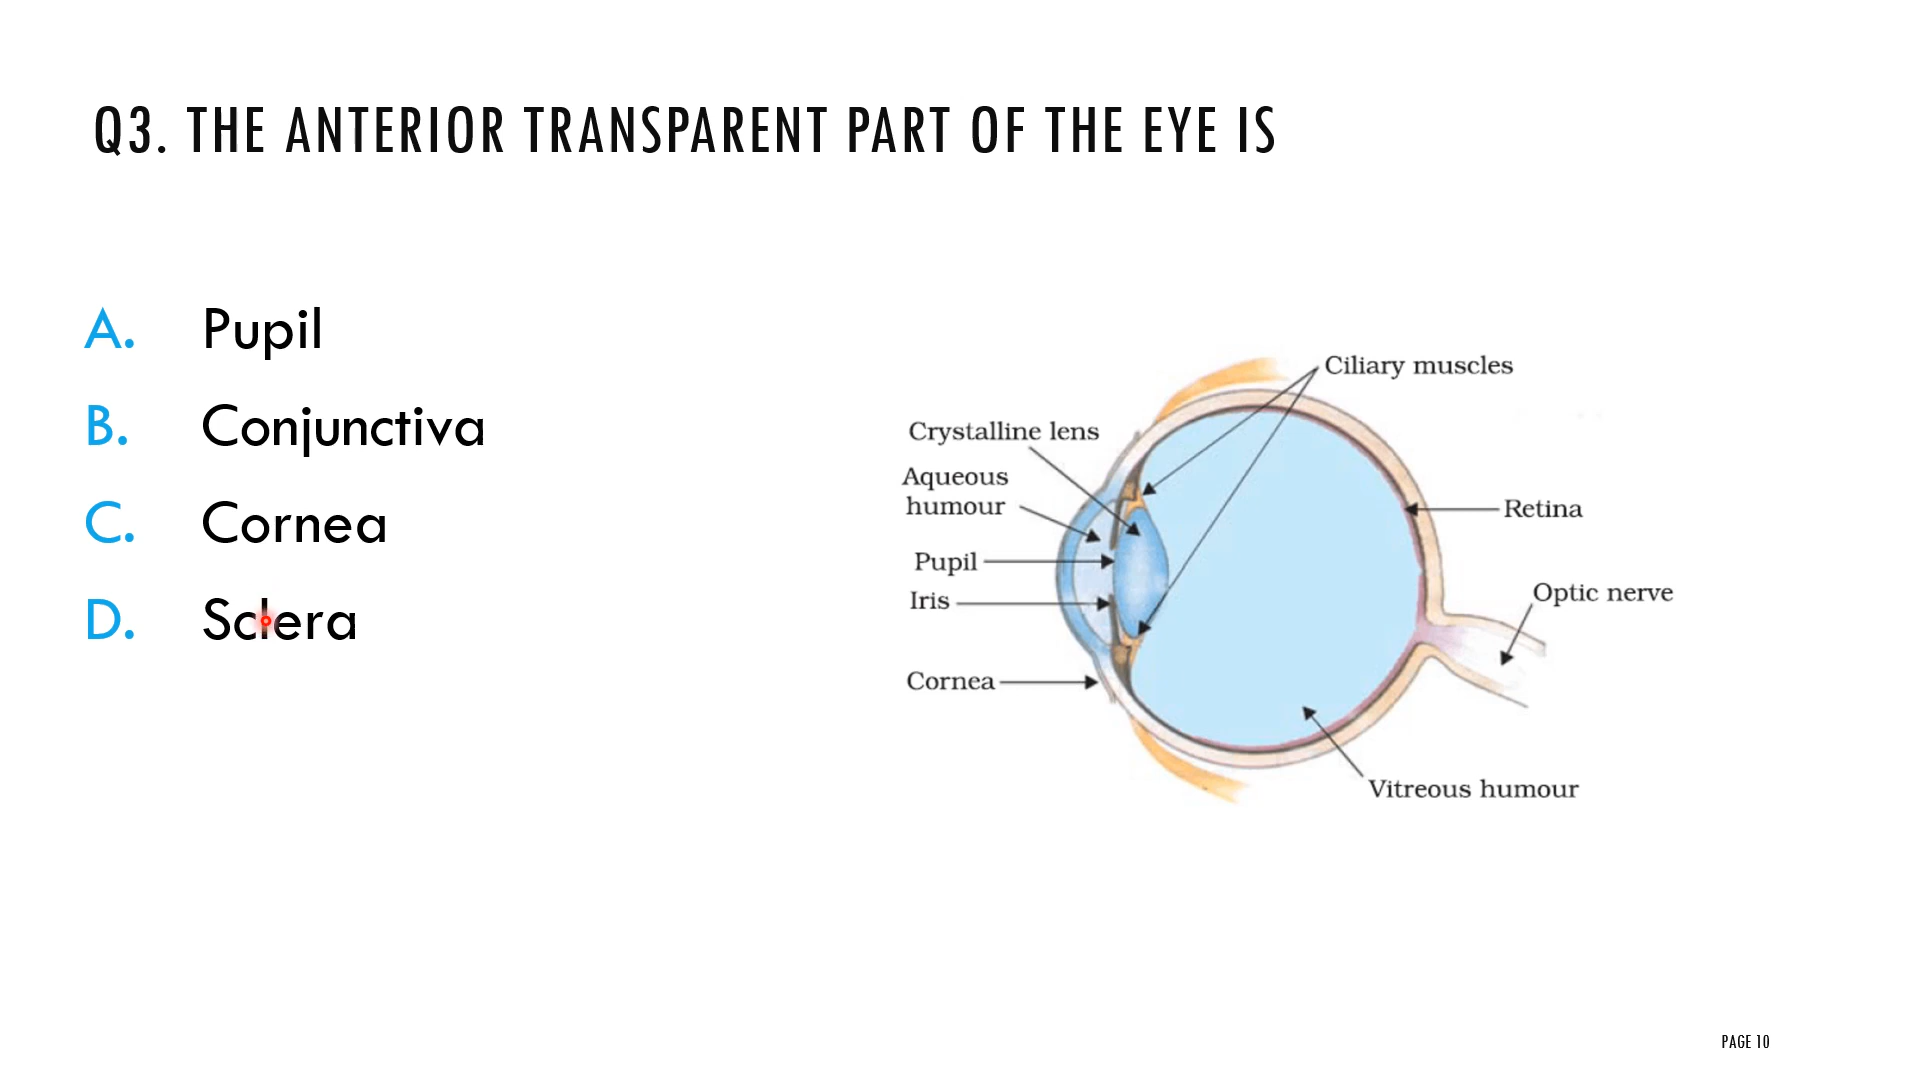 Q3. THE ANTERIOR TRANSPARENT PART OF THE EYE IS
A. Pupil
B. Conjunctiva
C. Cornea
D. Sclera
Ciliary muscles
Crystalline lens
Aqueous
humour
Pupil
Iris
Cornea
Retina
Optic nerve
Vitreous humour
PAGE 10